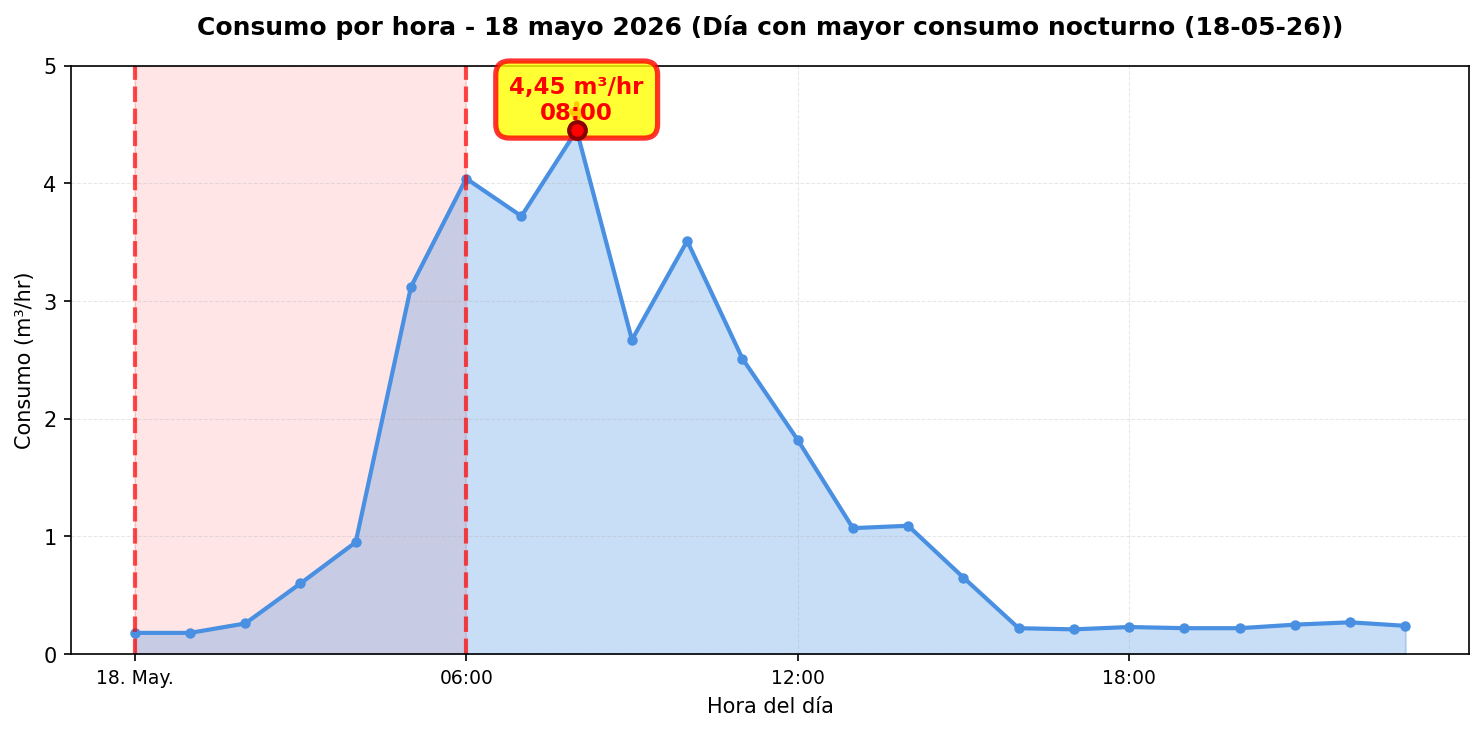 Consumo por hora - 18 mayo 2026 (Día con mayor consumo nocturno (18-05-26))
4,45 m³/hr
08:00
Consumo (m³/hr)
5
4
3
2
1
0
18. May.
06:00
12:00
18:00
Hora del día